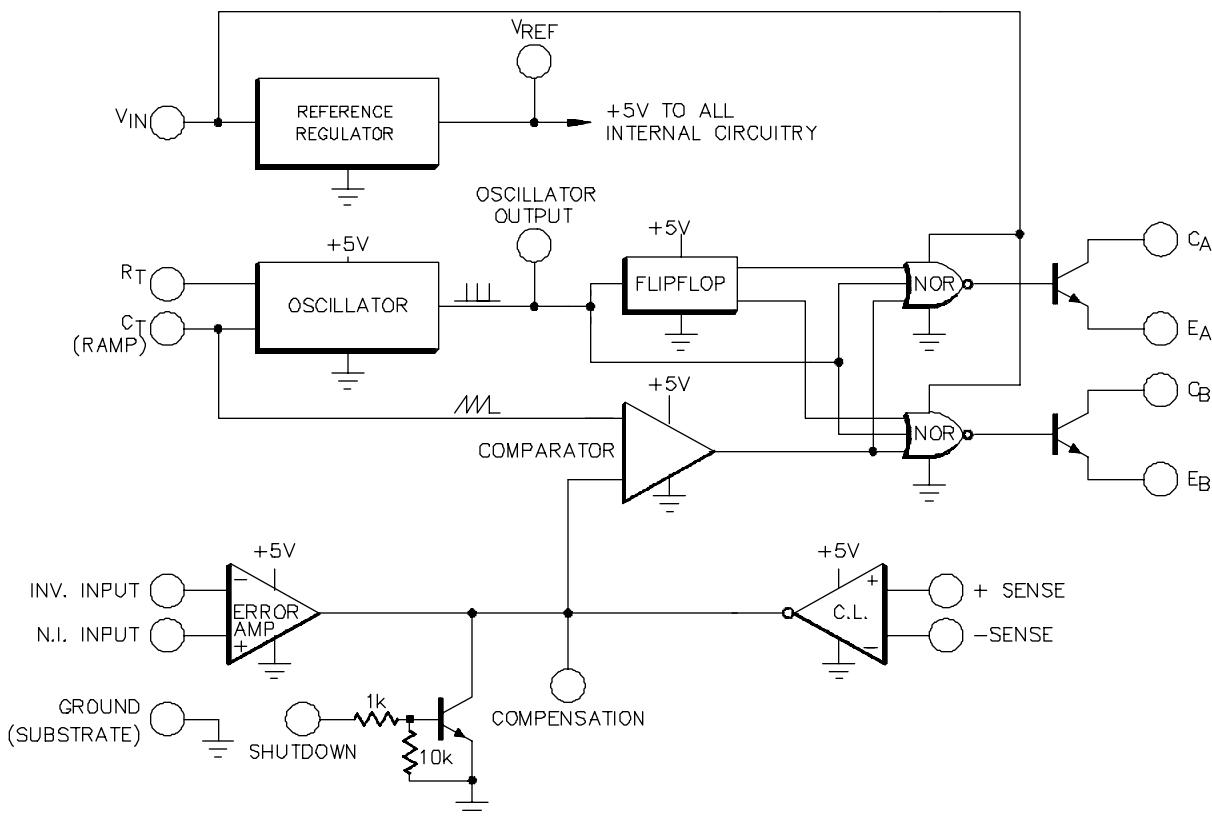 VREF
VIN
REFERENCE
REGULATOR
+5V TO ALL
INTERNAL CIRCUITRY
OSCILLATOR
OUTPUT
+5V
+5V
RT
OSCILLATOR
FLIPFLOP
NOR
CA
CT
(RAMP)
EA
+5V
CB
COMPARATOR
NOR
EB
+5V
+5V
INV. INPUT
−
ERROR
AMP
+
N.I. INPUT
+
C.L.
−
+ SENSE
−SENSE
GROUND
(SUBSTRATE)
1k
SHUTDOWN
10k
COMPENSATION